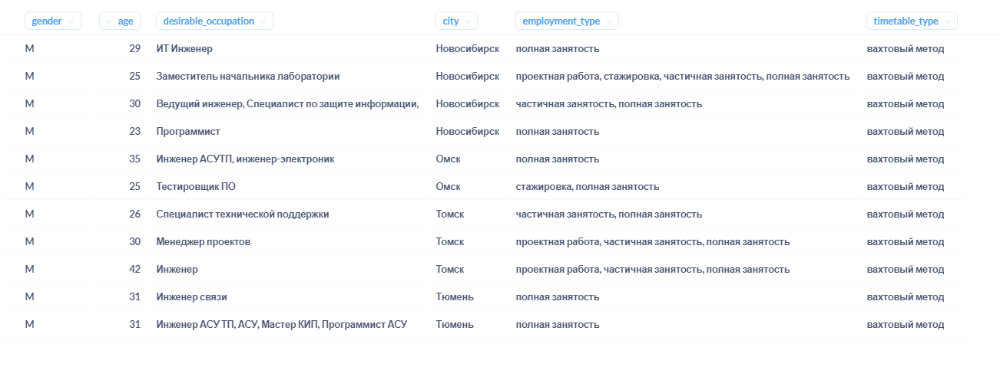 gender age desirable_occupation city employment_type timetable_type
М 29 ИТ Инженер Новосибирск полная занятость вахтовый метод
М 25 Заместитель начальника лаборатории Новосибирск проектная работа, стажировка, частичная занятость, полная занятость вахтовый метод
М 30 Ведущий инженер, Специалист по защите информации, Новосибирск частичная занятость, полная занятость вахтовый метод
М 23 Программист Новосибирск полная занятость вахтовый метод
М 35 Инженер АСУТП, инженер-электроник Омск полная занятость вахтовый метод
М 25 Тестировщик ПО Омск стажировка, полная занятость вахтовый метод
М 26 Специалист технической поддержки Томск частичная занятость, полная занятость вахтовый метод
М 30 Менеджер проектов Томск проектная работа, частичная занятость, полная занятость вахтовый метод
М 42 Инженер Томск проектная работа, частичная занятость, полная занятость вахтовый метод
М 31 Инженер связи Тюмень полная занятость вахтовый метод
М 31 Инженер АСУ ТП, АСУ, Мастер КИП, Программист АСУ Тюмень полная занятость вахтовый метод